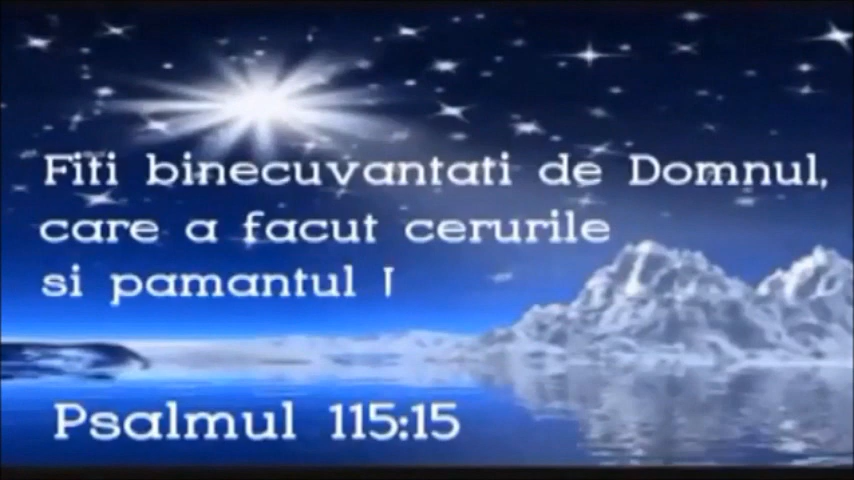 Fiti binecuvantati de Domnul,
care a facut cerurile
si pamantul !
Psalmul 115:15